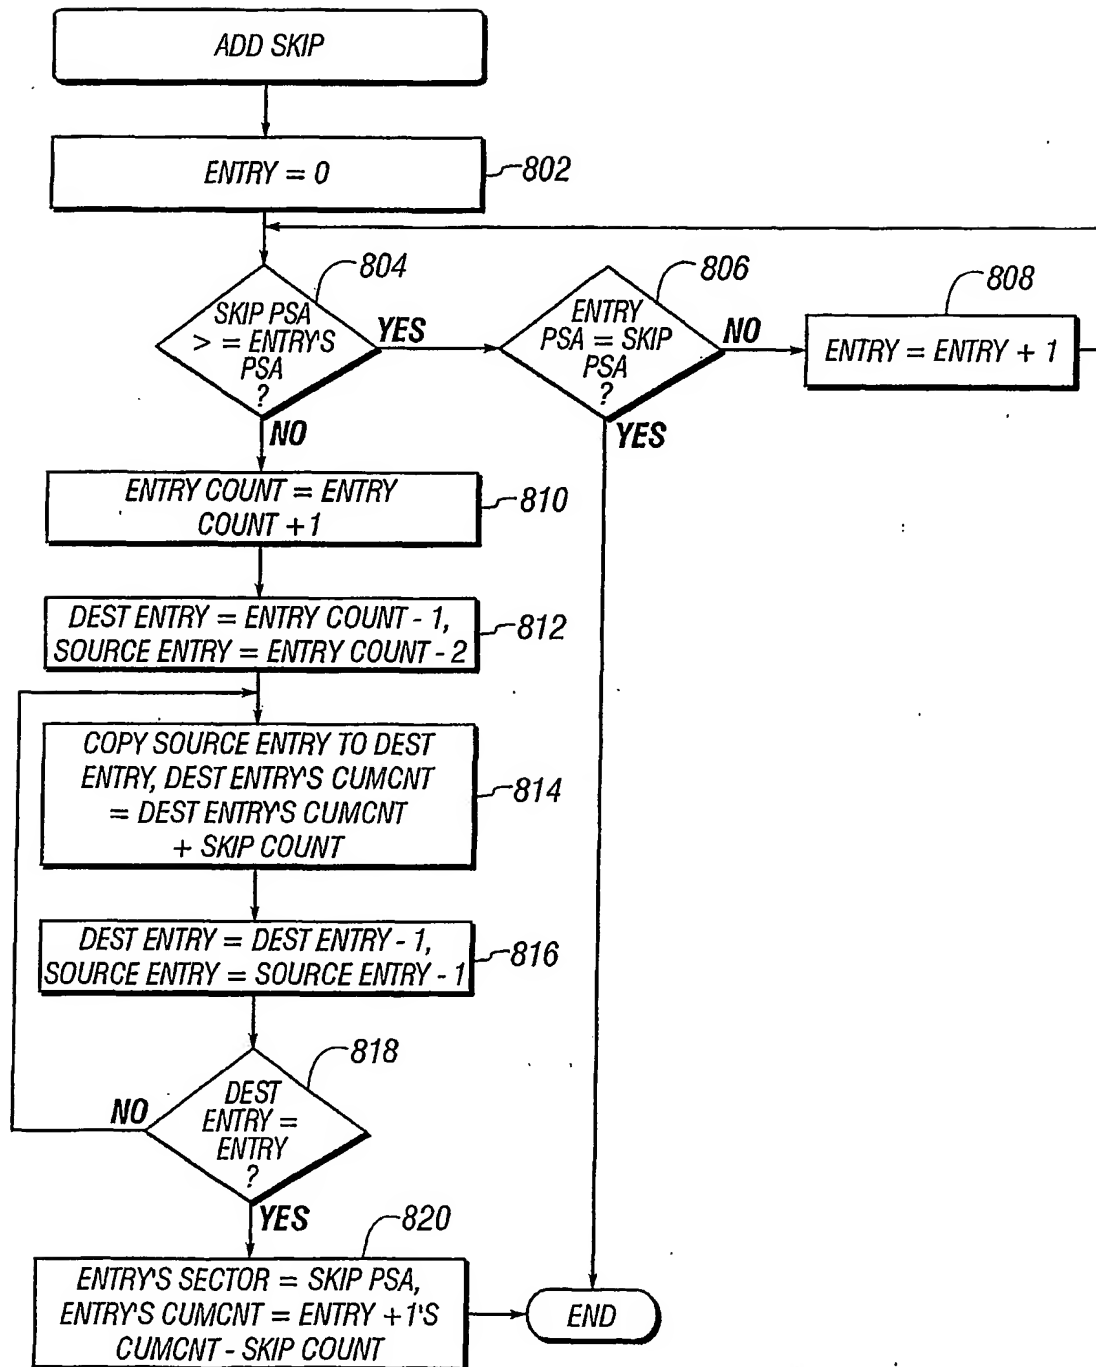 ADD SKIP
ENTRY = 0
802
804
SKIP PSA
> = ENTRY'S
PSA
?
YES
NO
806
ENTRY
PSA = SKIP
PSA
?
NO
YES
808
ENTRY = ENTRY + 1
ENTRY COUNT = ENTRY
COUNT +1
810
DEST ENTRY = ENTRY COUNT - 1,
SOURCE ENTRY = ENTRY COUNT - 2
812
COPY SOURCE ENTRY TO DEST
ENTRY, DEST ENTRY'S CUMCNT
= DEST ENTRY'S CUMCNT
+ SKIP COUNT
814
DEST ENTRY = DEST ENTRY - 1,
SOURCE ENTRY = SOURCE ENTRY - 1
816
818
DEST
ENTRY =
ENTRY
?
NO
YES
820
ENTRY'S SECTOR = SKIP PSA,
ENTRY'S CUMCNT = ENTRY +1'S
CUMCNT - SKIP COUNT
END